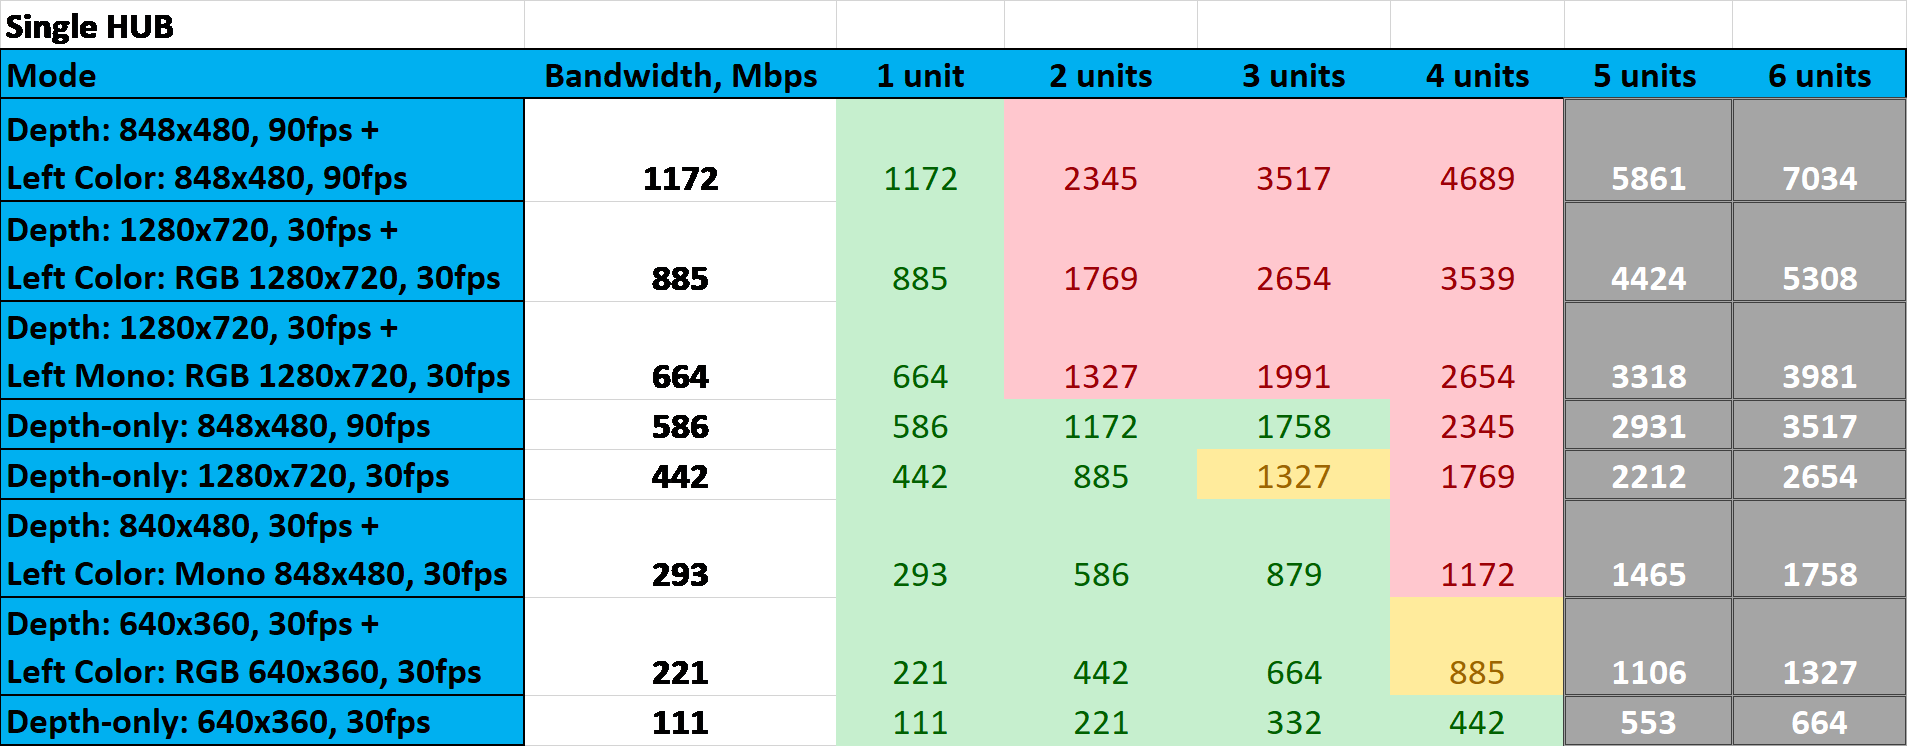 Single HUB
Mode Bandwidth, Mbps 1 unit 2 units 3 units 4 units 5 units 6 units
Depth: 848x480, 90fps +
Left Color: 848x480, 90fps 1172 1172 2345 3517 4689 5861 7034
Depth: 1280x720, 30fps +
Left Color: RGB 1280x720, 30fps 885 885 1769 2654 3539 4424 5308
Depth: 1280x720, 30fps +
Left Mono: RGB 1280x720, 30fps 664 664 1327 1991 2654 3318 3981
Depth-only: 848x480, 90fps 586 586 1172 1758 2345 2931 3517
Depth-only: 1280x720, 30fps 442 442 885 1327 1769 2212 2654
Depth: 840x480, 30fps +
Left Color: Mono 848x480, 30fps 293 293 586 879 1172 1465 1758
Depth: 640x360, 30fps +
Left Color: RGB 640x360, 30fps 221 221 442 664 885 1106 1327
Depth-only: 640x360, 30fps 111 111 221 332 442 553 664